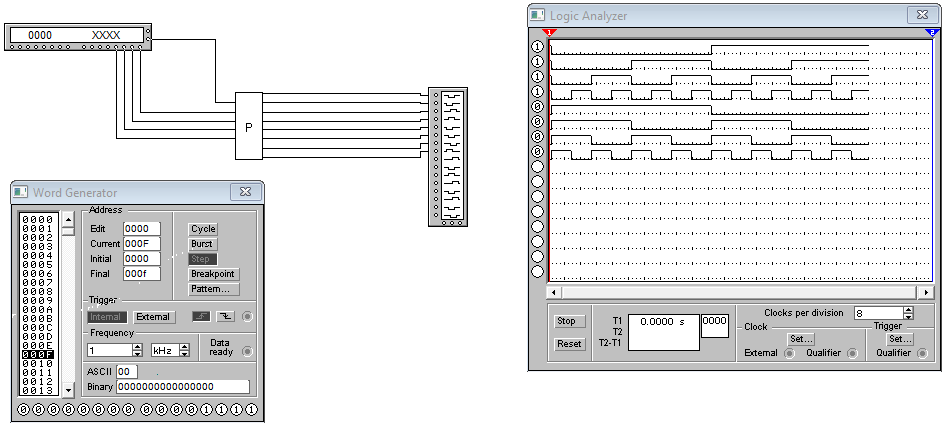 0000 XXXX
P
Logic Analyzer
1 2
1
1
1
1
0
0
0
0
Stop
Reset
T1
T2
T2-T1
0.0000 s
0000
Clocks per division 8
Clock
Set...
External
Qualifier
Trigger
Set...
Qualifier
Word Generator
0000
0001
0002
0003
0004
0005
0006
0007
0008
0009
000A
000B
000C
000D
000E
000F
0010
0011
0012
0013
Address
Edit 0000
Current 000F
Initial 0000
Final 000f
Cycle
Burst
Step
Breakpoint
Pattern...
Trigger
Internal External
Frequency
1 kHz
Data
ready
ASCII 00
Binary 0000000000000000
0 0 0 0 0 0 0 0 0 0 0 0 1 1 1 1